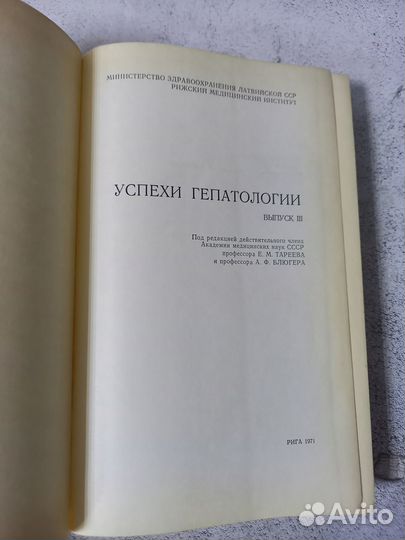 МИНИСТЕРСТВО ЗДРАВООХРАНЕНИЯ ЛАТВИЙСКОЙ ССР
РИЖСКИЙ МЕДИЦИНСКИЙ ИНСТИТУТ
УСПЕХИ ГЕПАТОЛОГИИ
ВЫПУСК III
Под редакцией действительного члена
Академии медицинских наук СССР
профессора Е. М. ТАРЕЕВА
и профессора А. Ф. БЛЮГЕРА
РИГА 1971
Avito